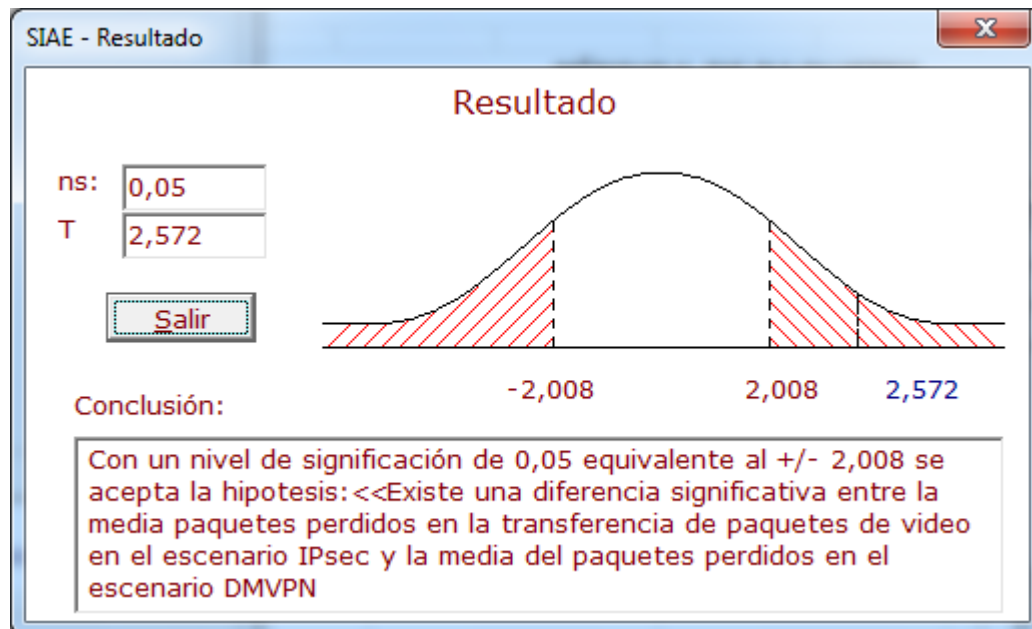 SIAE - Resultado
Resultado
ns: 0,05
T 2,572
Salir
-2,008 2,008 2,572
Conclusión:
Con un nivel de significación de 0,05 equivalente al +/- 2,008 se
acepta la hipotesis:<<Existe una diferencia significativa entre la
media paquetes perdidos en la transferencia de paquetes de video
en el escenario IPsec y la media del paquetes perdidos en el
escenario DMVPN